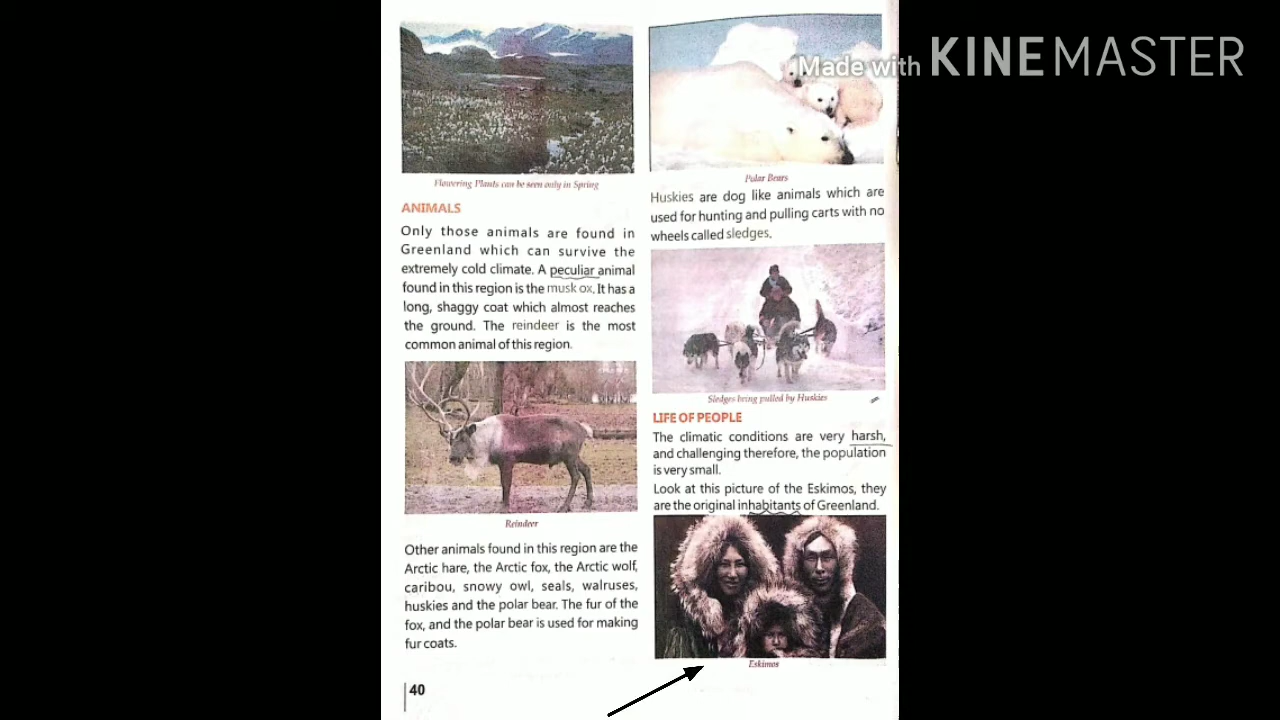 Made with KINEMASTER
Flowering Plants can be seen only in Spring
ANIMALS
Only those animals are found in
Greenland which can survive the
extremely cold climate. A peculiar animal
found in this region is the musk ox. It has a
long, shaggy coat which almost reaches
the ground. The reindeer is the most
common animal of this region.
Reindeer
Other animals found in this region are the
Arctic hare, the Arctic fox, the Arctic wolf,
caribou, snowy owl, seals, walruses,
huskies and the polar bear. The fur of the
fox, and the polar bear is used for making
fur coats.
40
Polar Bears
Huskies are dog like animals which are
used for hunting and pulling carts with no
wheels called sledges.
Sledges being pulled by Huskies
LIFE OF PEOPLE
The climatic conditions are very harsh,
and challenging therefore, the population
is very small.
Look at this picture of the Eskimos, they
are the original inhabitants of Greenland.
Eskimos